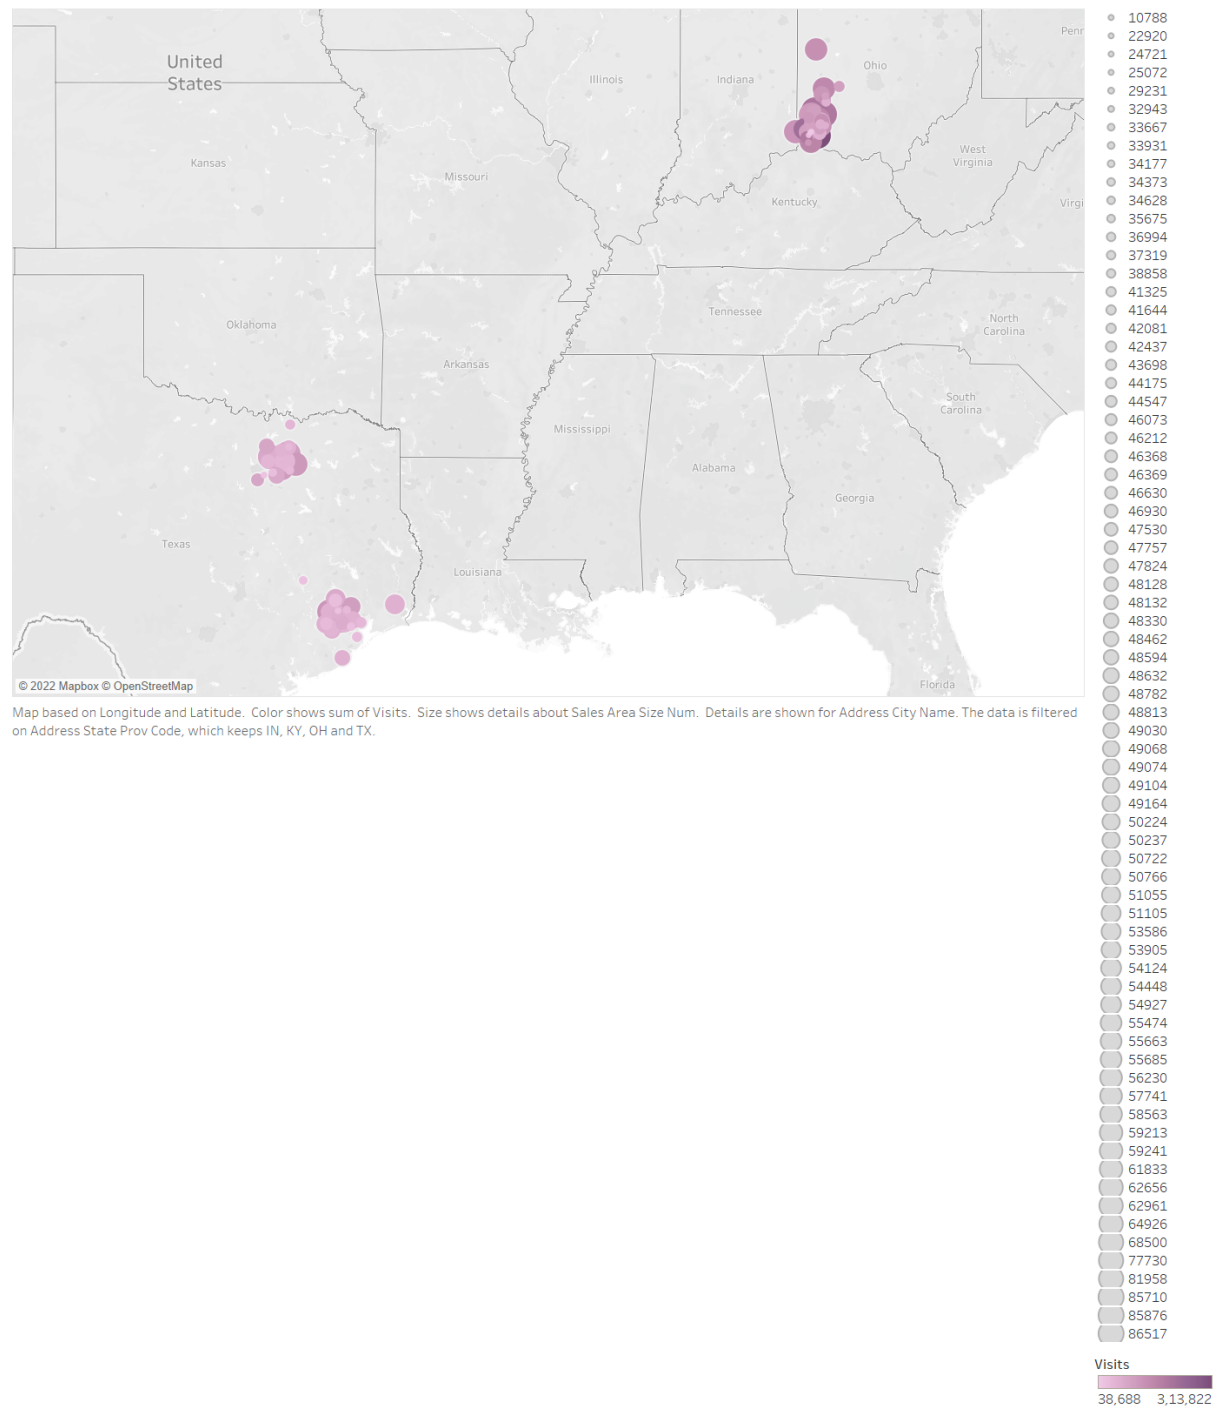 United
States
Illinois
Indiana
Ohio
Penr
Kansas
Missouri
West
Virginia
Kentucky
Virgi
Oklahoma
Tennessee
North
Carolina
Arkansas
South
Carolina
Mississippi
Alabama
Georgia
Texas
Louisiana
Florida
© 2022 Mapbox © OpenStreetMap
Map based on Longitude and Latitude. Color shows sum of Visits. Size shows details about Sales Area Size Num. Details are shown for Address City Name. The data is filtered
on Address State Prov Code, which keeps IN, KY, OH and TX.
10788
22920
24721
25072
29231
32943
33667
33931
34177
34373
34628
35675
36994
37319
38858
41325
41644
42081
42437
43698
44175
44547
46073
46212
46368
46369
46630
46930
47530
47757
47824
48128
48132
48330
48462
48594
48632
48782
48813
49030
49068
49074
49104
49164
50224
50237
50722
50766
51055
51105
53586
53905
54124
54448
54927
55474
55663
55685
56230
57741
58563
59213
59241
61833
62656
62961
64926
68500
77730
81958
85710
85876
86517
Visits
38,688 3,13,822